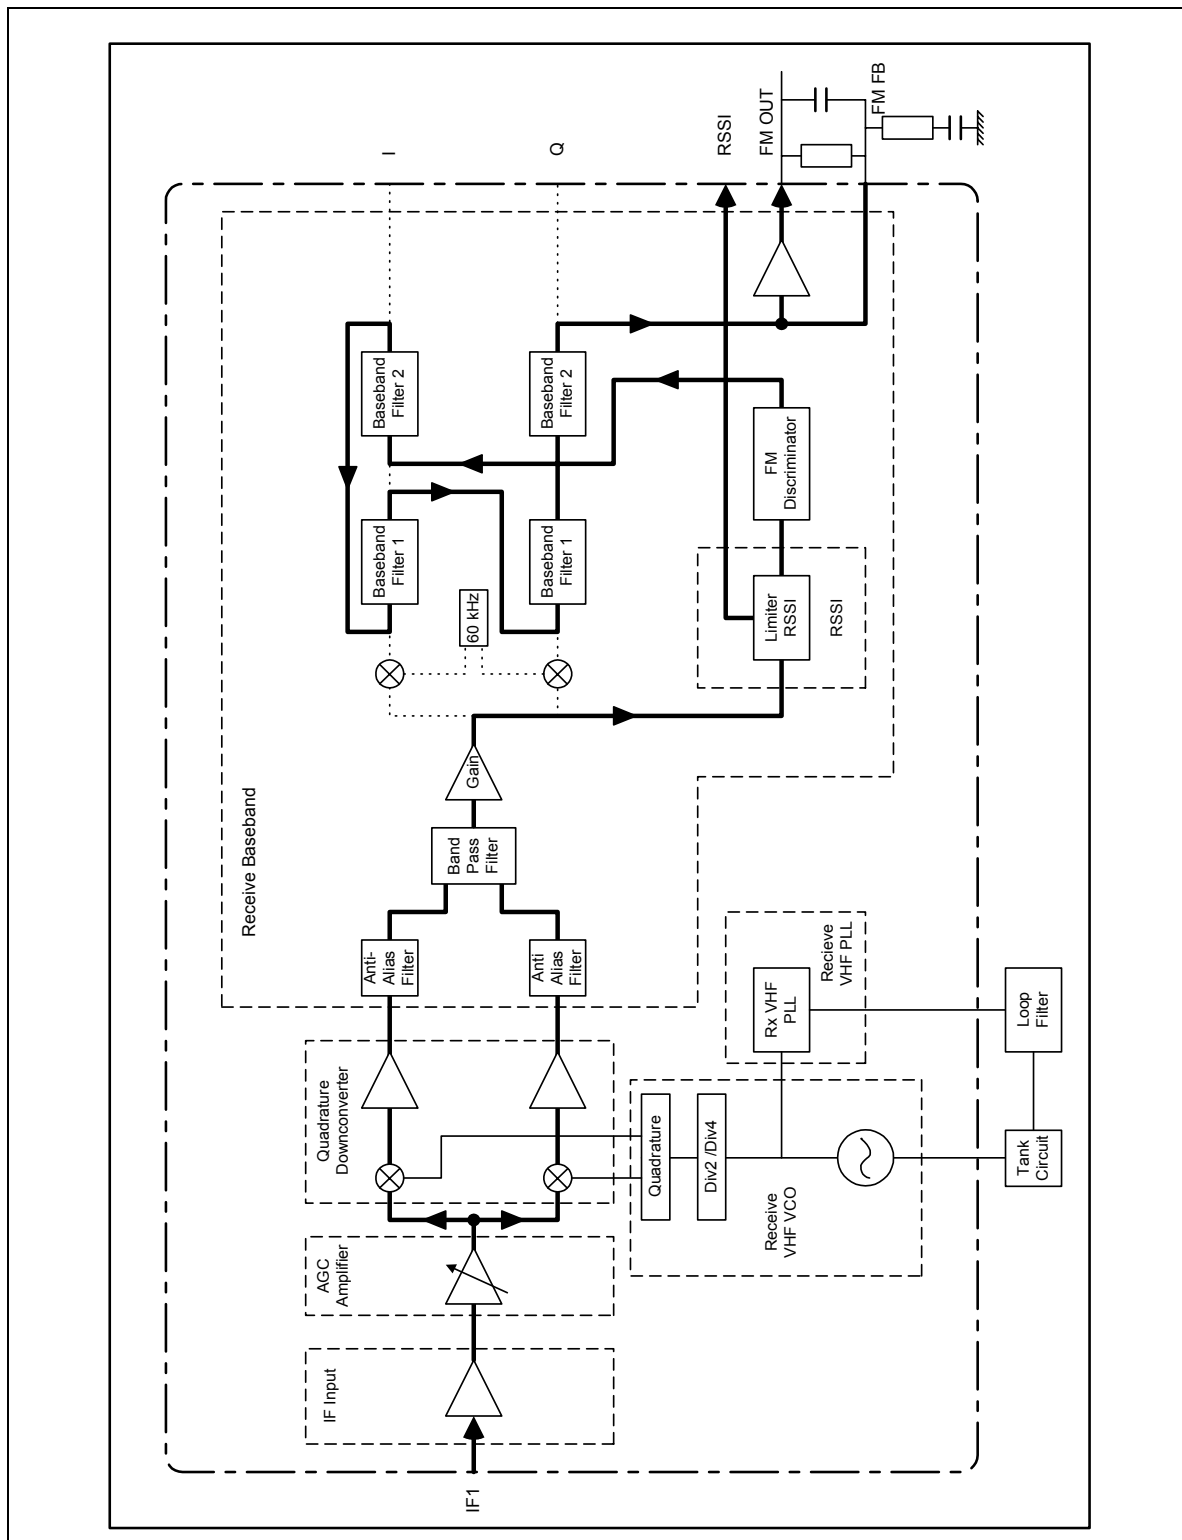 IF1
IF Input
AGC
Amplifier
Quadrature
Downconverter
Receive Baseband
Anti-
Alias
Filter
Anti
Alias
Filter
Band
Pass
Filter
Gain
60 kHz
Baseband
Filter 1
Baseband
Filter 2
I
Baseband
Filter 1
Baseband
Filter 2
Q
Limiter
RSSI
RSSI
FM
Discriminator
RSSI
FM OUT
FM FB
Quadrature
Div2 /Div4
Receive
VHF VCO
Rx VHF
PLL
Recieve
VHF PLL
Tank
Circuit
Loop
Filter